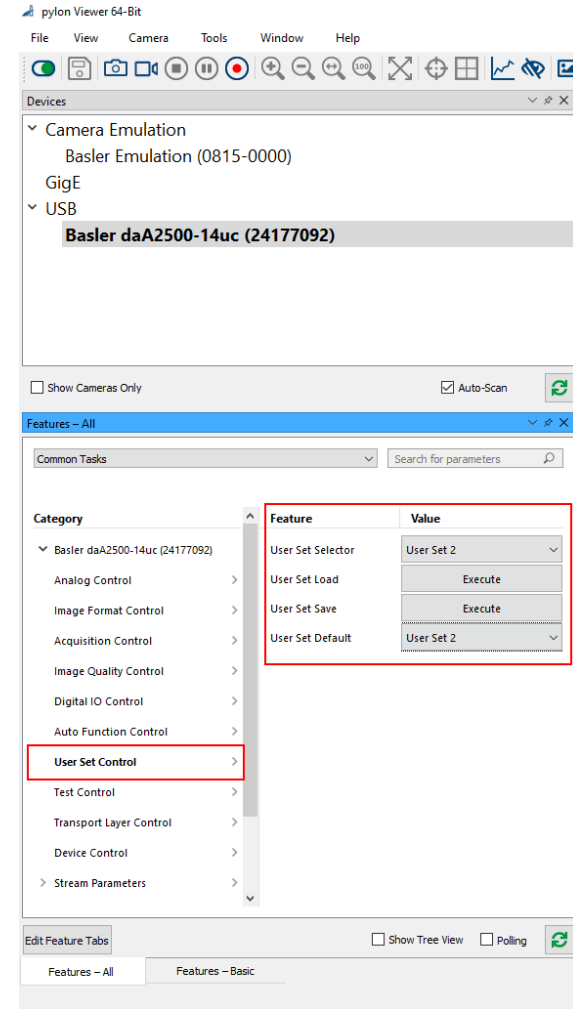 pylon Viewer 64-Bit
File View Camera Tools Window Help
100
Devices
Camera Emulation
Basler Emulation (0815-0000)
GigE
USB
Basler daA2500-14uc (24177092)
Show Cameras Only Auto-Scan
Features – All
Common Tasks Search for parameters
Category Feature Value
Basler daA2500-14uc (24177092) User Set Selector User Set 2
Analog Control User Set Load Execute
Image Format Control User Set Save Execute
Acquisition Control User Set Default User Set 2
Image Quality Control
Digital IO Control
Auto Function Control
User Set Control
Test Control
Transport Layer Control
Device Control
Stream Parameters
Edit Feature Tabs Show Tree View Polling
Features – All Features – Basic